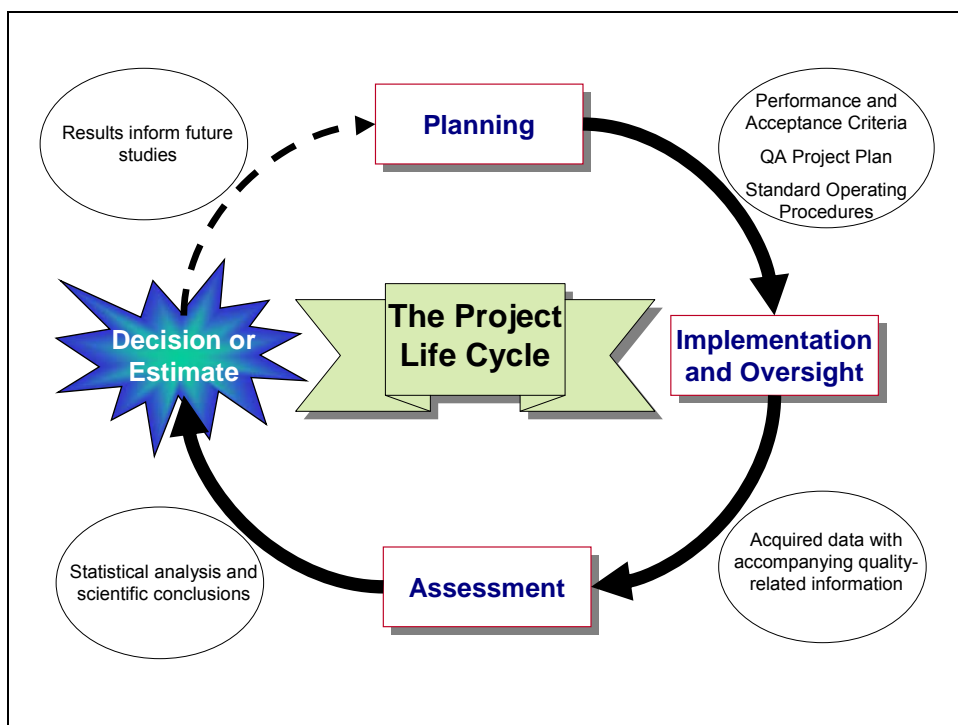 Planning
Performance and
Acceptance Criteria
QA Project Plan
Standard Operating
Procedures
Results inform future
studies
The Project
Life Cycle
Decision or
Estimate
Implementation
and Oversight
Acquired data with
accompanying quality-
related information
Assessment
Statistical analysis and
scientific conclusions